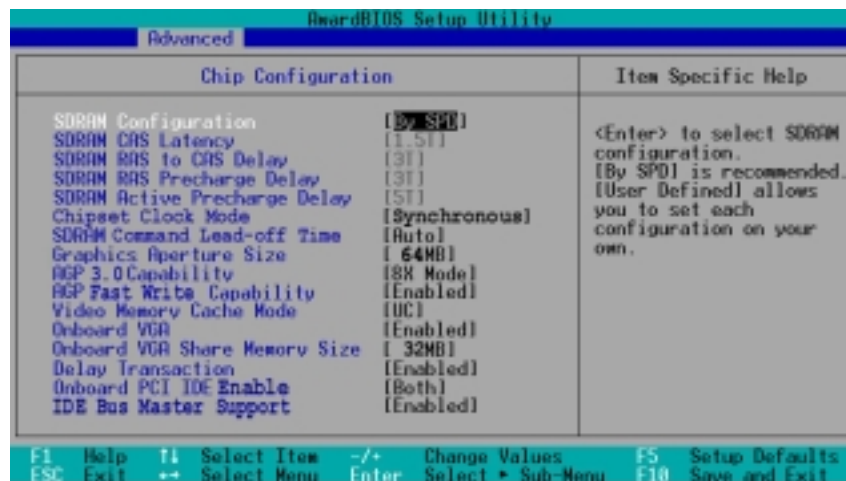 AwardBIOS Setup Utility
Advanced
Chip Configuration
Item Specific Help
SDRAM Configuration [By SPD]
SDRAM CAS Latency [1.5T]
SDRAM RAS to CAS Delay [3T]
SDRAM RAS Precharge Delay [3T]
SDRAM Active Precharge Delay [5T]
Chipset Clock Mode [Synchronous]
SDRAM Command Lead-off Time [Auto]
Graphics Aperture Size [ 64MB]
AGP 3.0 Capability [8X Mode]
AGP Fast Write Capability [Enabled]
Video Memory Cache Mode [UC]
Onboard VGA [Enabled]
Onboard VGA Share Memory Size [ 32MB]
Delay Transaction [Enabled]
Onboard PCI IDE Enable [Both]
IDE Bus Master Support [Enabled]
<Enter> to select SDRAM
configuration.
[By SPD] is recommended.
[User Defined] allows
you to set each
configuration on your
own.
F1 Help ↑↓ Select Item -/+ Change Values F5 Setup Defaults
ESC Exit ↔ Select Menu Enter Select ► Sub-Menu F10 Save and Exit